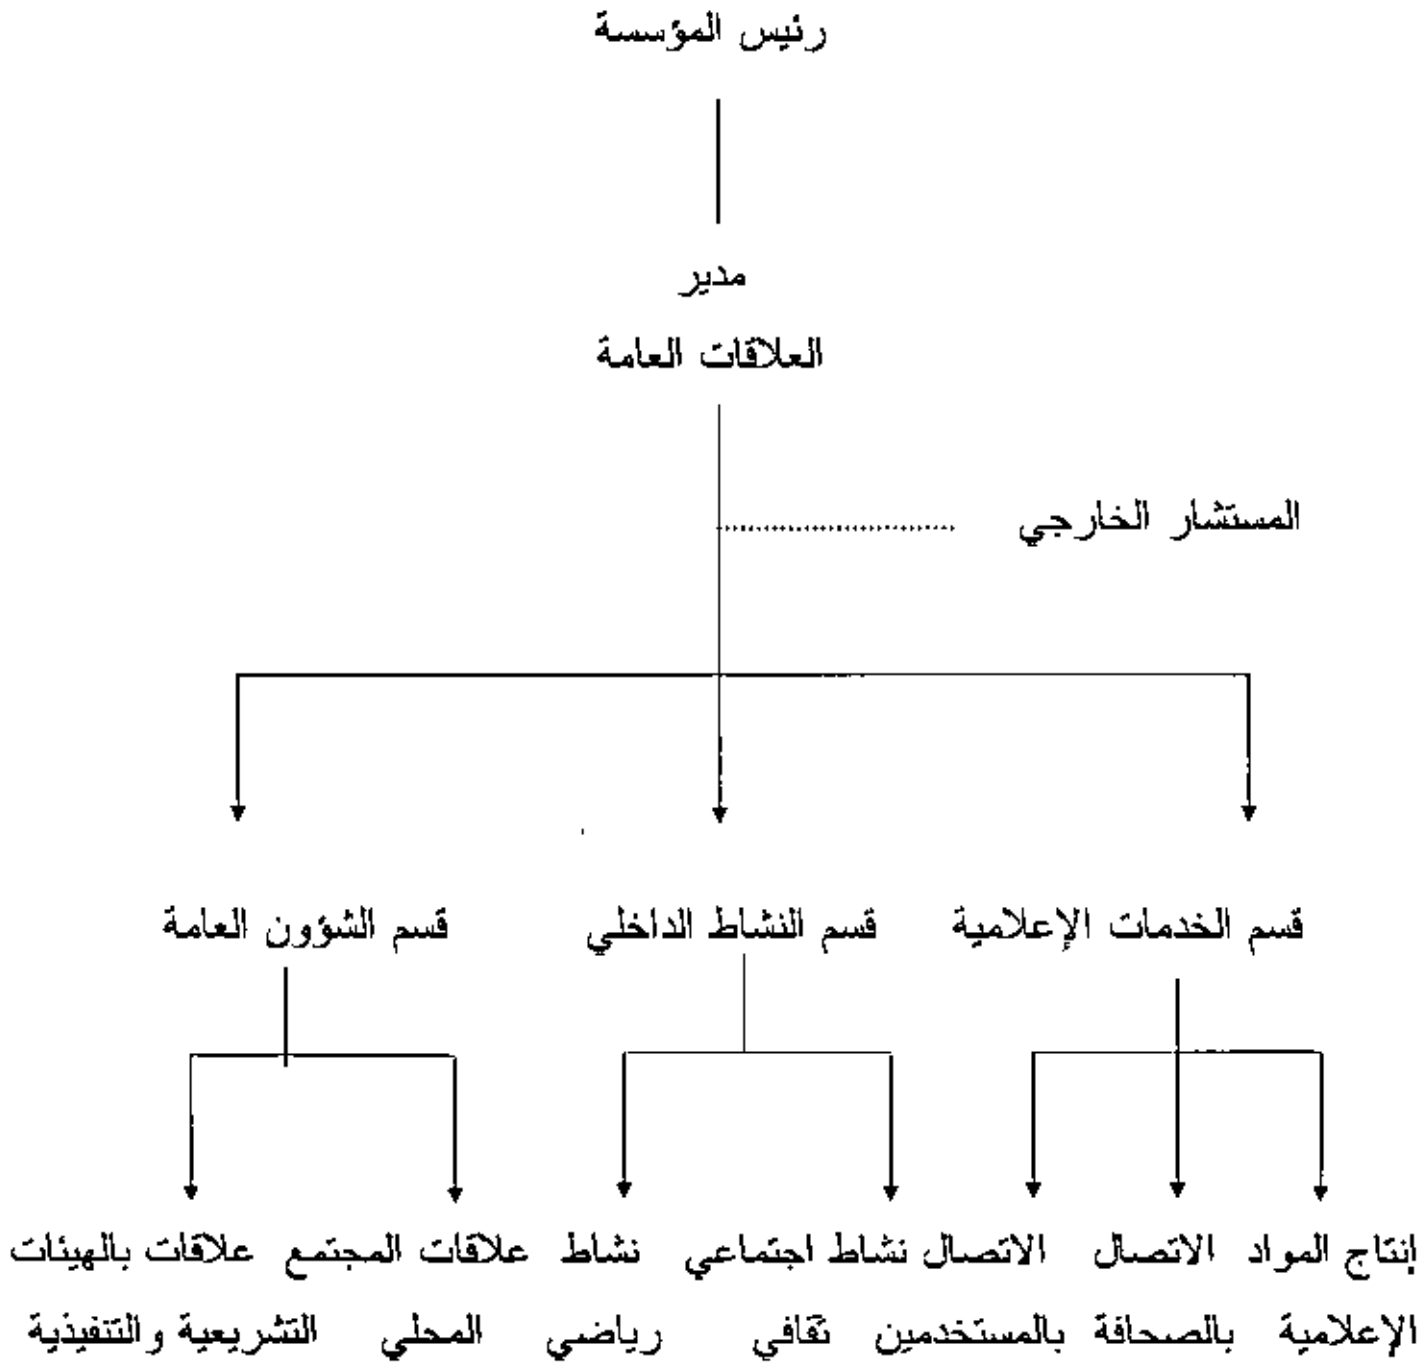 رئيس المؤسسة
مدير
العلاقات العامة
المستشار الخارجي
قسم الخدمات الإعلامية
قسم النشاط الداخلي
قسم الشؤون العامة
إنتاج المواد
الإعلامية
الاتصال
بالصحافة
الاتصال
بالمستخدمين
نشاط اجتماعي
ثقافي
نشاط
رياضي
علاقات المجتمع
المحلي
علاقات بالهيئات
التشريعية والتنفيذية